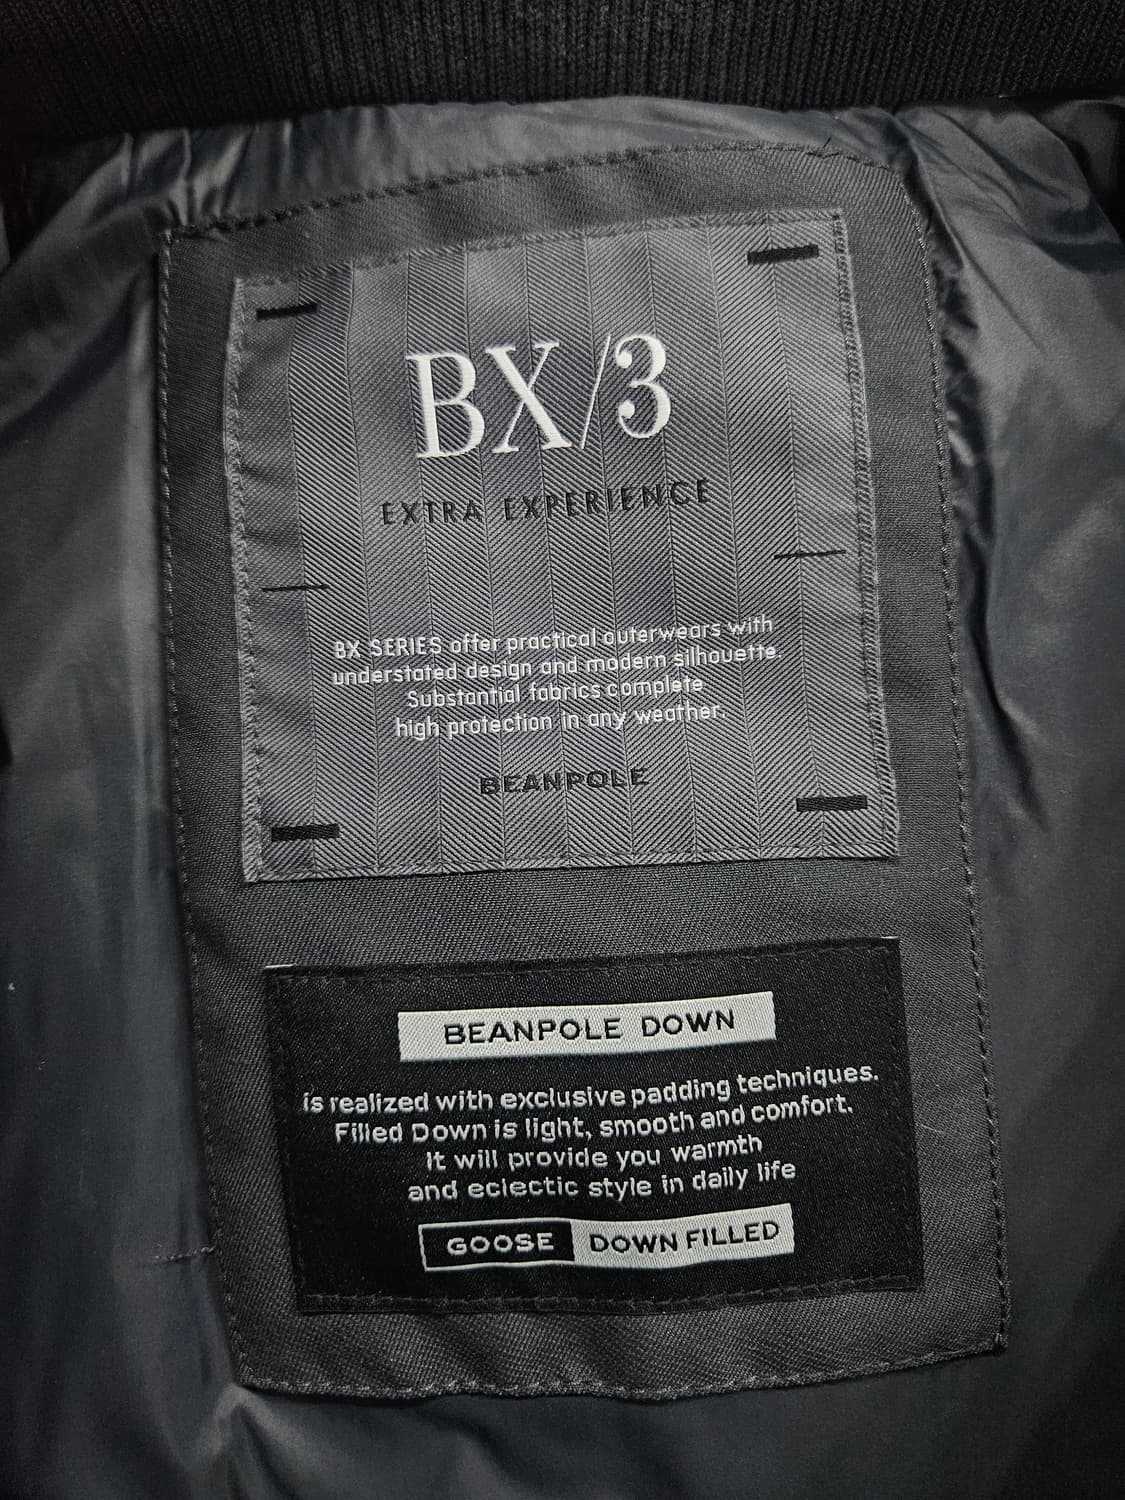 BX/3
EXTRA EXPERIENCE
BX SERIES offer practical outerwears with
understated design and modern silhouette.
Substantial fabrics complete
high protection in any weather.
BEANPOLE
BEANPOLE DOWN
is realized with exclusive padding techniques.
Filled Down is light, smooth and comfort.
It will provide you warmth
and eclectic style in daily life
GOOSE DOWN FILLED